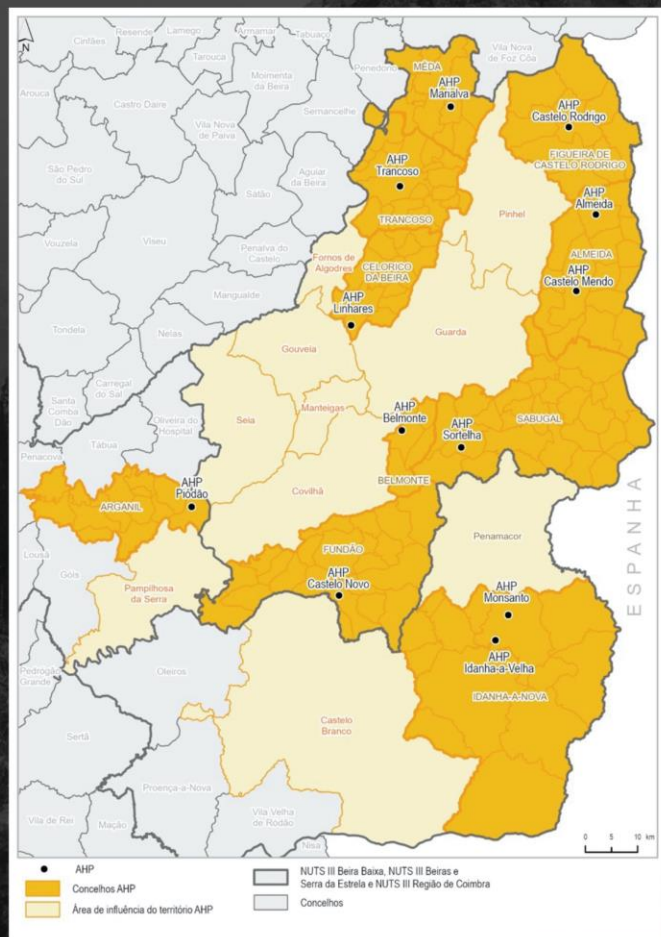 N
Cinfães
Resende
Lamego
Armamar
Tabuaço
Vila Nova
de Foz Côa
Penedono
MÊDA
AHP
Marialva
Tarouca
Moimenta
da Beira
Arouca
Castro Daire
Sernancelhe
AHP
Castelo Rodrigo
Vila Nova
de Paiva
FIGUEIRA DE
CASTELO RODRIGO
AHP
Trancoso
São Pedro
do Sul
Aguiar
da Beira
Sátão
AHP
Almeida
TRANCOSO
Pinhel
Vouzela
Viseu
Penalva do
Castelo
Fornos de
Algodres
CELORICO
DA BEIRA
ALMEIDA
AHP
Castelo Mendo
Mangualde
AHP
Linhares
Tondela
Nelas
Guarda
Gouveia
Carregal
do Sal
Santa
Comba
Dão
Manteigas
Oliveira do
Hospital
Seia
AHP
Belmonte
AHP
Sortelha
SABUGAL
Tábua
Penacova
BELMONTE
AHP
Piodão
Covilhã
ARGANIL
ESPANHA
Penamacor
FUNDÃO
Lousã
Góis
AHP
Castelo Novo
Pampilhosa
da Serra
AHP
Monsanto
AHP
Idanha-a-Velha
Pedrógão
Grande
Oleiros
IDANHA-A-NOVA
Castelo
Branco
Sertã
Proença-a-Nova
Vila de Rei
Mação
Vila Velha
de Rodão
Nisa
0 5 10 km
AHP
Concelhos AHP
Área de influência do território AHP
NUTS III Beira Baixa, NUTS III Beiras e
Serra da Estrela e NUTS III Região de Coimbra
Concelhos